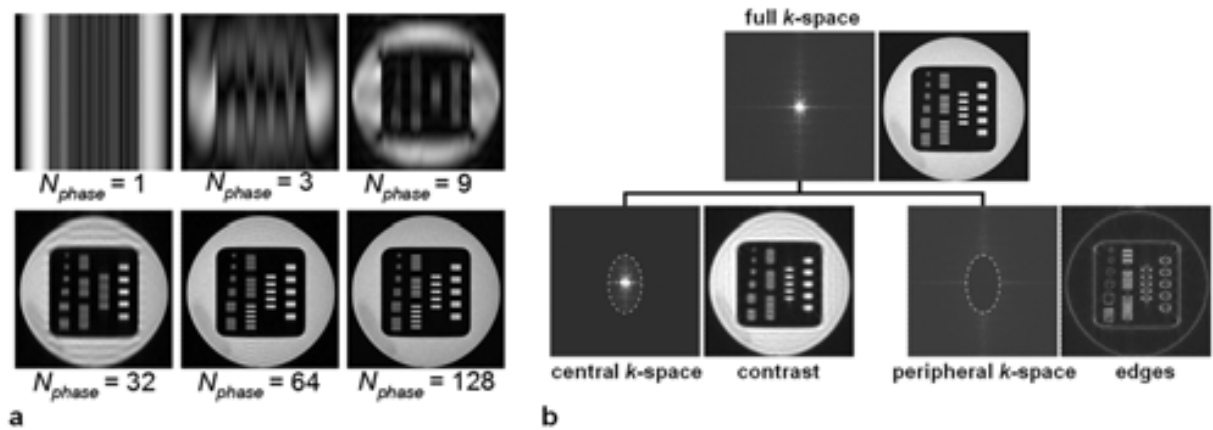 full k-space
N_phase = 1
N_phase = 3
N_phase = 9
N_phase = 32
N_phase = 64
N_phase = 128
central k-space
contrast
peripheral k-space
edges
a
b